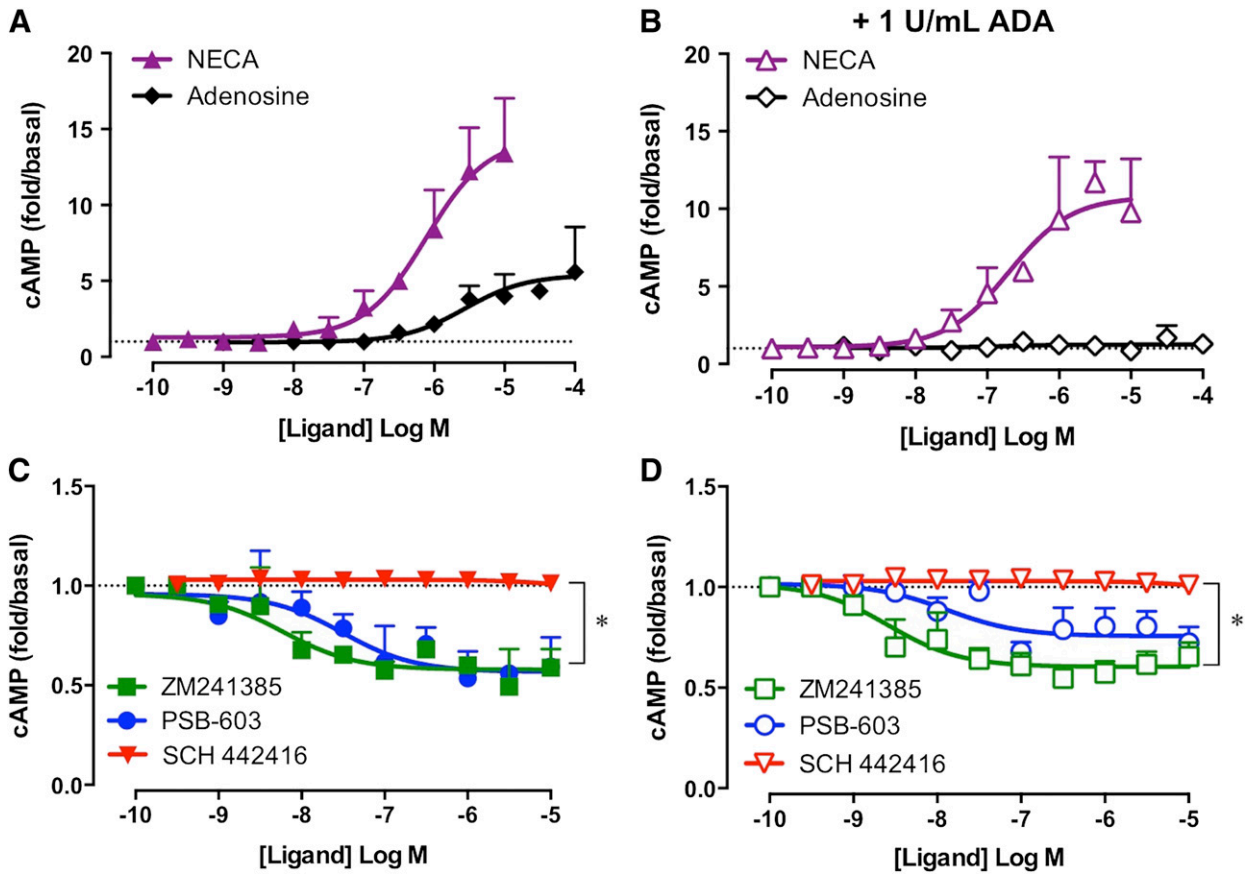 A
NECA
Adenosine
cAMP (fold/basal)
20
15
10
5
0
-10 -9 -8 -7 -6 -5 -4
[Ligand] Log M
B
+ 1 U/mL ADA
NECA
Adenosine
cAMP (fold/basal)
20
15
10
5
0
-10 -9 -8 -7 -6 -5 -4
[Ligand] Log M
C
cAMP (fold/basal)
1.5
1.0
0.5
0.0
*
ZM241385
PSB-603
SCH 442416
-10 -9 -8 -7 -6 -5
[Ligand] Log M
D
cAMP (fold/basal)
1.5
1.0
0.5
0.0
*
ZM241385
PSB-603
SCH 442416
-10 -9 -8 -7 -6 -5
[Ligand] Log M